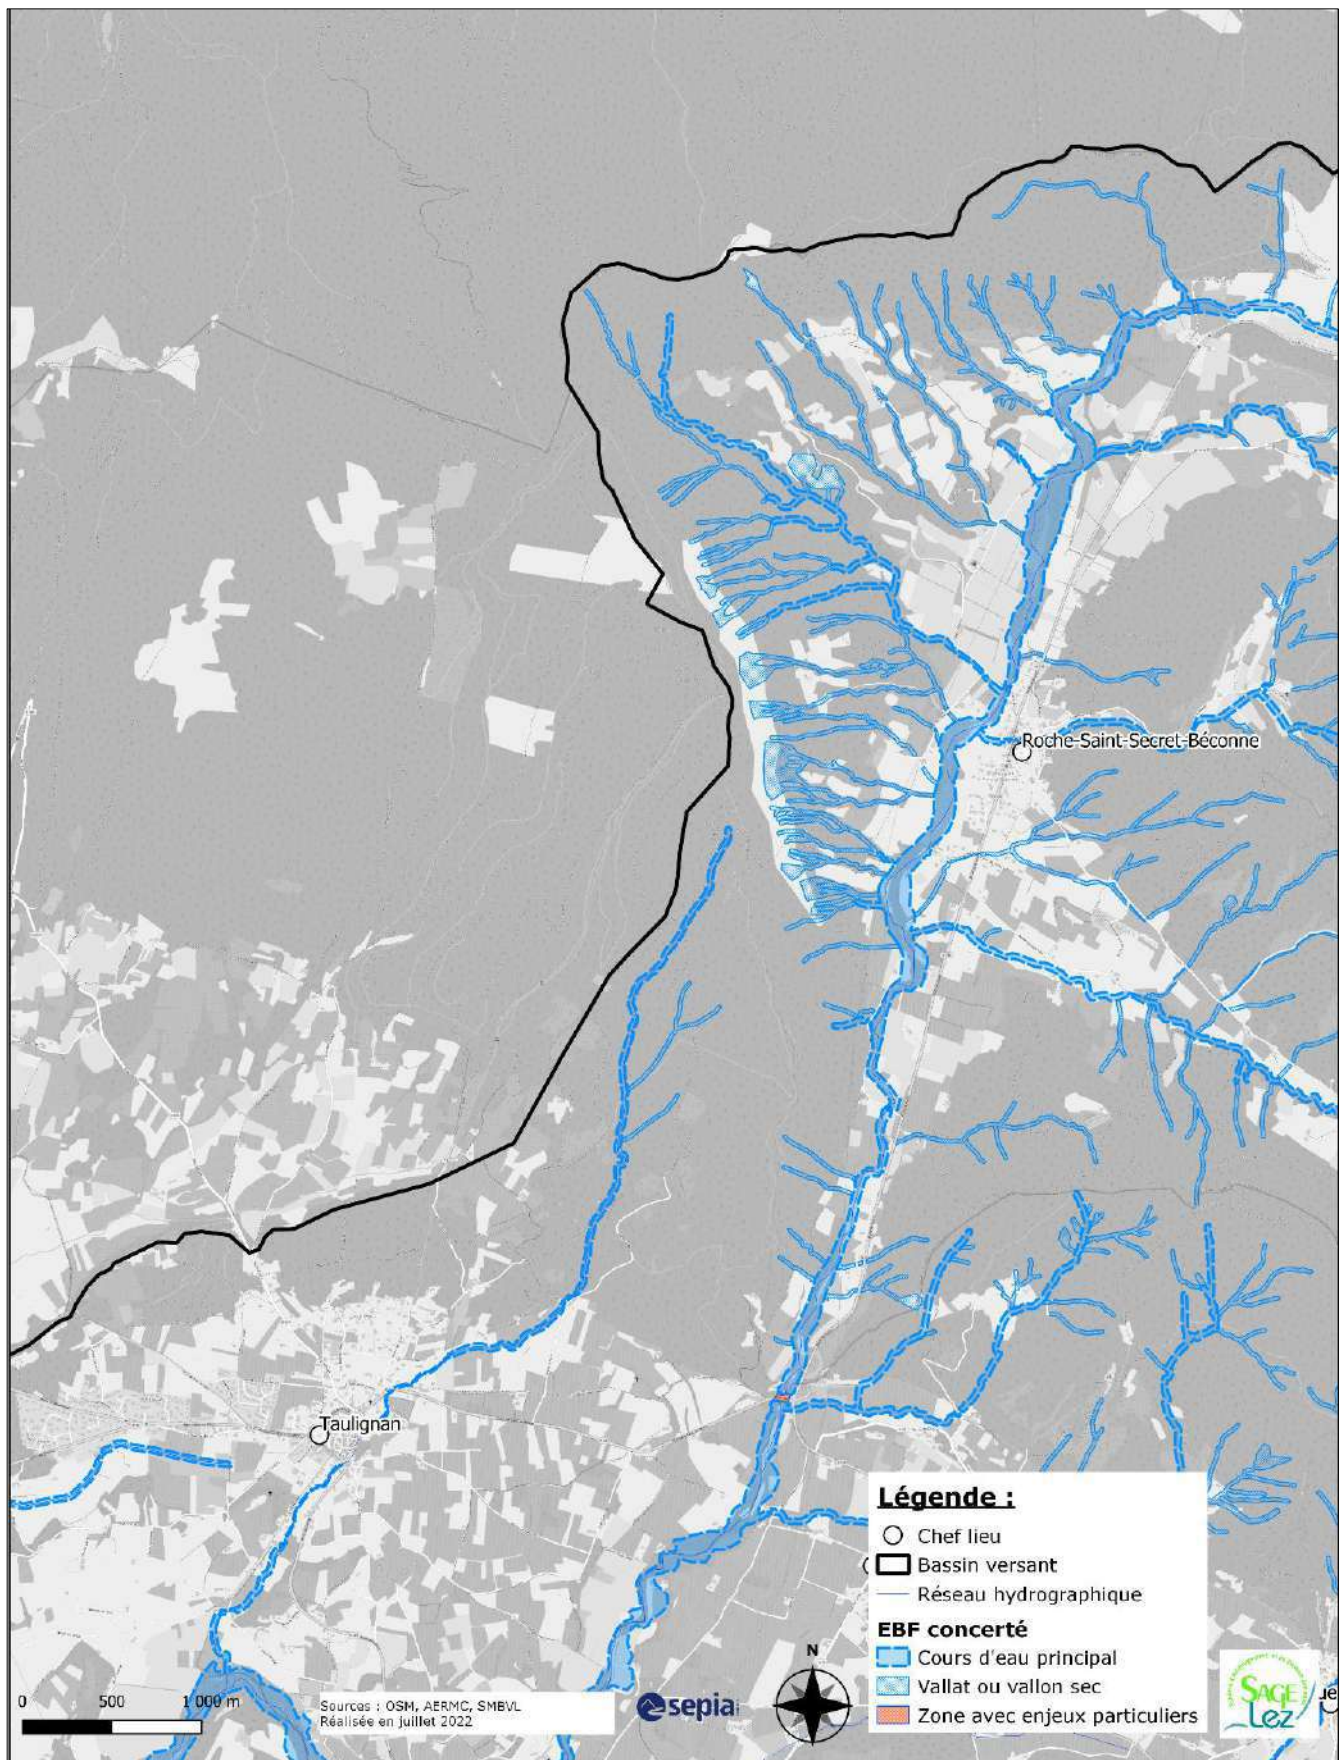 Roche-Saint-Secret-Béconne
Taulignan
Légende :
Chef lieu
Bassin versant
Réseau hydrographique
EBF concerté
Cours d'eau principal
Vallat ou vallon sec
Zone avec enjeux particuliers
N
0 500 1 000 m
Sources : OSM, AERMC, SMBVL
Réalisée en juillet 2022
sepia
SAGE
Lez